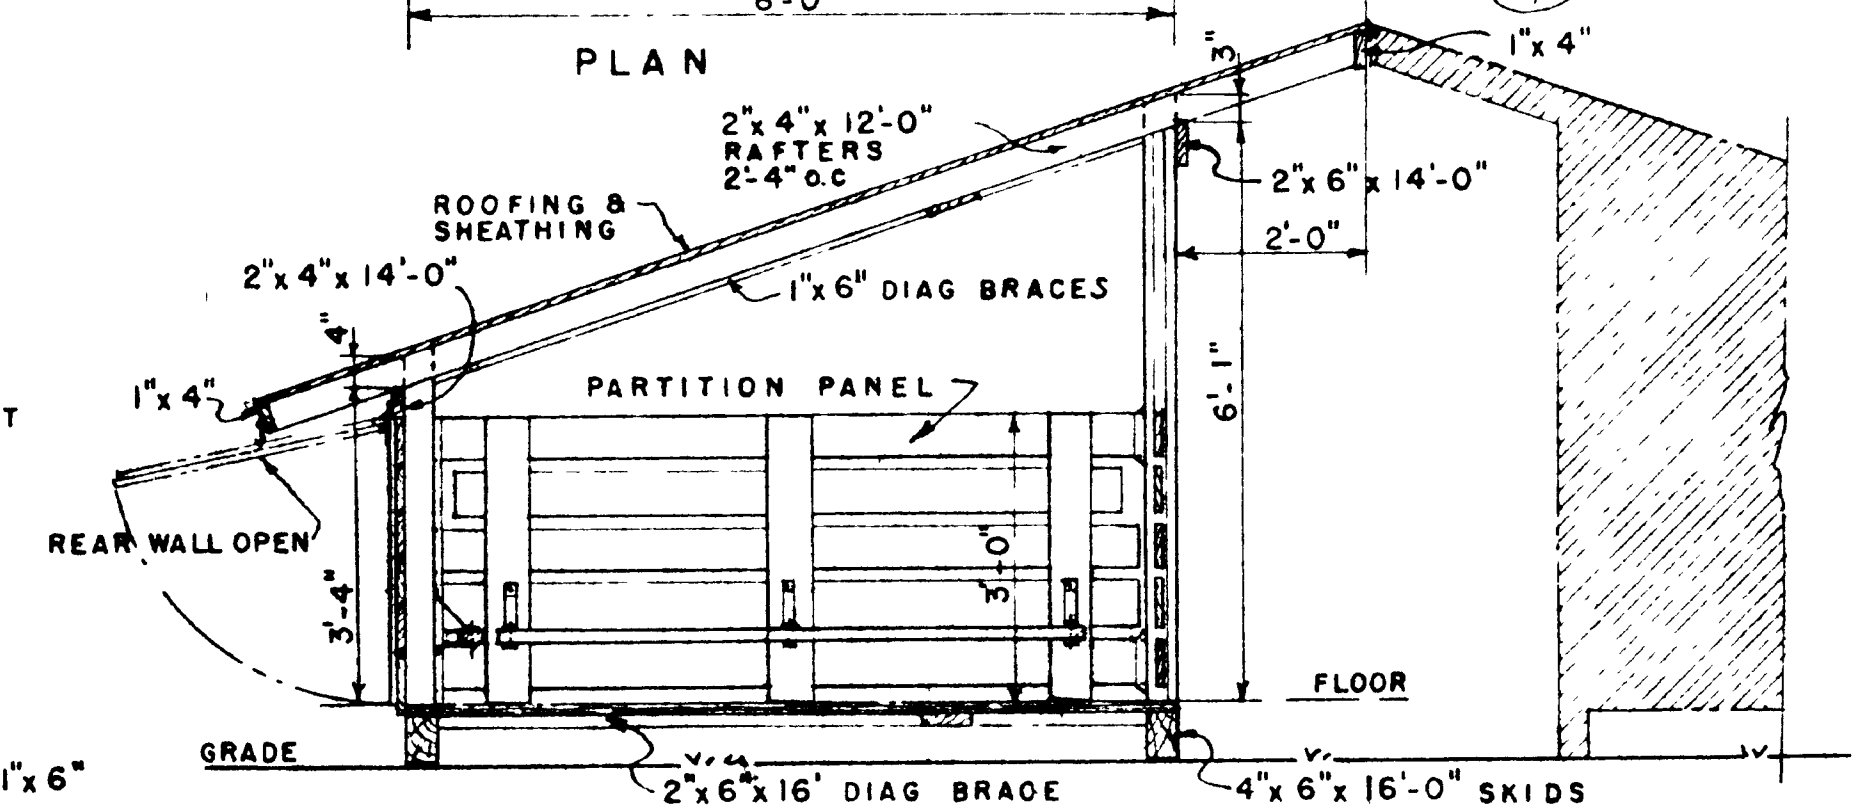 PLAN
3"
1"x 4"
2"x 4"x 12'-0"
RAFTERS
2'-4" O.C
2"x 6"x 14'-0"
ROOFING &
SHEATHING
2'-0"
2"x 4"x 14'-0"
1"x 6" DIAG BRACES
4"
6'-1"
1"x 4"
PARTITION PANEL
T
REAR WALL OPEN
3'-0"
3'-4"
FLOOR
GRADE
1"x 6"
2"x 6"x 16' DIAG BRACE
4"x 6"x 16'-0" SKIDS